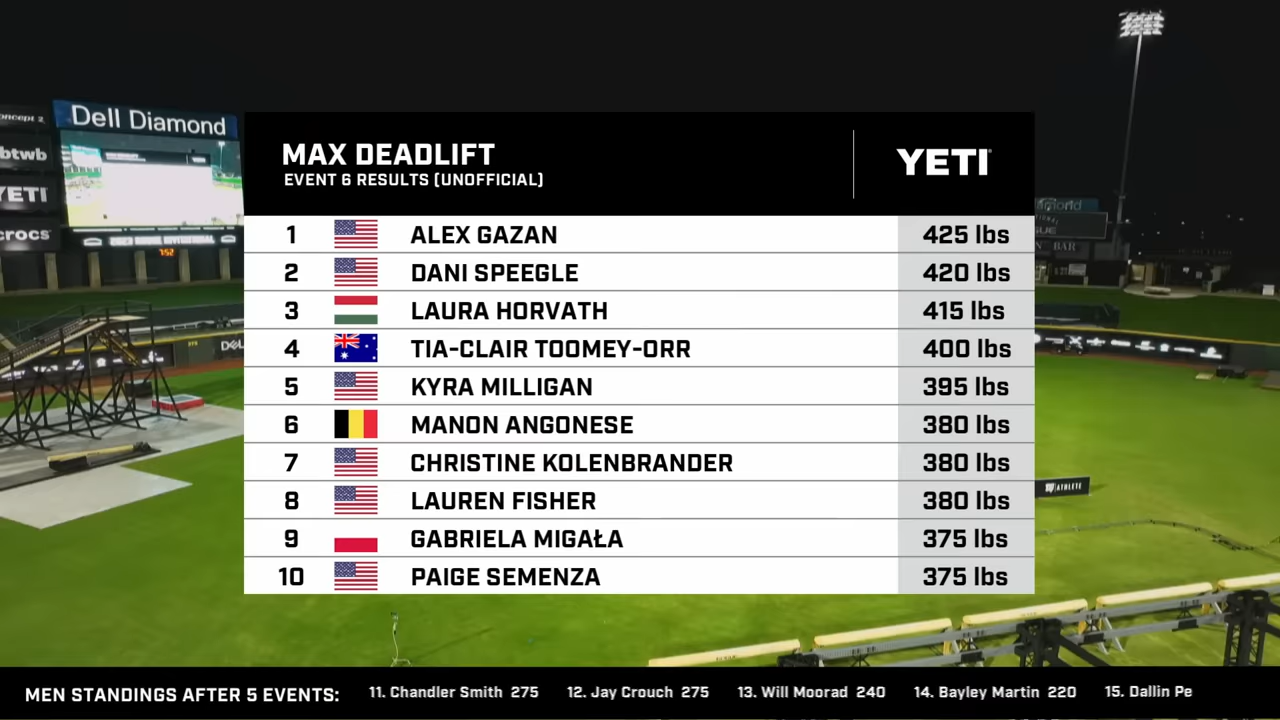 Dell Diamond
btwb
YETI
crocs
MAX DEADLIFT
EVENT 6 RESULTS (UNOFFICIAL)
YETI
1 ALEX GAZAN 425 lbs
2 DANI SPEEGLE 420 lbs
3 LAURA HORVATH 415 lbs
4 TIA-CLAIR TOOMEY-ORR 400 lbs
5 KYRA MILLIGAN 395 lbs
6 MANON ANGONESE 380 lbs
7 CHRISTINE KOLENBRANDER 380 lbs
8 LAUREN FISHER 380 lbs
9 GABRIELA MIGAŁA 375 lbs
10 PAIGE SEMENZA 375 lbs
ATHLETE
MEN STANDINGS AFTER 5 EVENTS: 11. Chandler Smith 275 12. Jay Crouch 275 13. Will Moorad 240 14. Bayley Martin 220 15. Dallin Pe